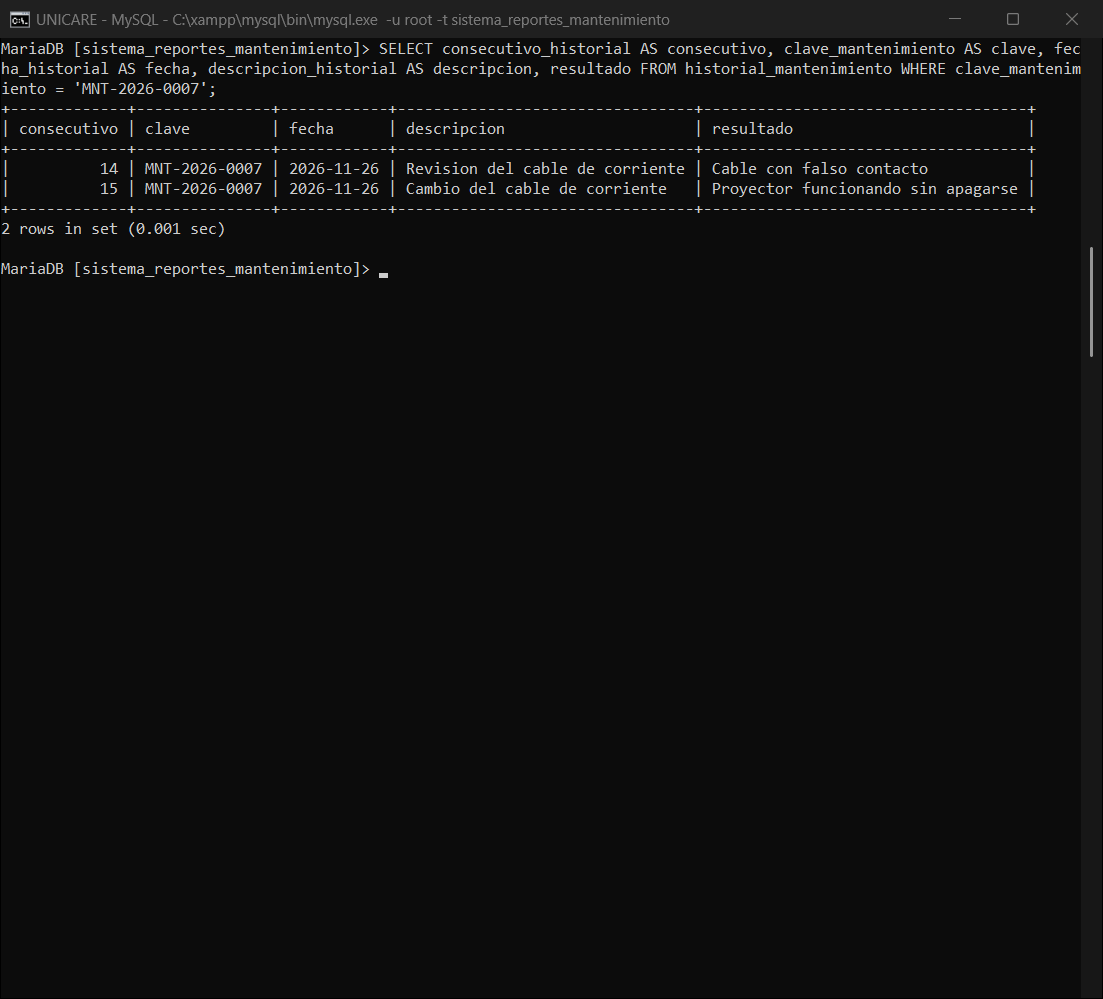 UNICARE - MySQL - C:\xampp\mysql\bin\mysql.exe  -u root -t sistema_reportes_mantenimiento
MariaDB [sistema_reportes_mantenimiento]> SELECT consecutivo_historial AS consecutivo, clave_mantenimiento AS clave, fec
ha_historial AS fecha, descripcion_historial AS descripcion, resultado FROM historial_mantenimiento WHERE clave_mantenim
iento = 'MNT-2026-0007';
+-------------+---------------+------------+---------------------------------+------------------------------------+
| consecutivo | clave         | fecha      | descripcion                     | resultado                          |
+-------------+---------------+------------+---------------------------------+------------------------------------+
|          14 | MNT-2026-0007 | 2026-11-26 | Revision del cable de corriente | Cable con falso contacto           |
|          15 | MNT-2026-0007 | 2026-11-26 | Cambio del cable de corriente   | Proyector funcionando sin apagarse |
+-------------+---------------+------------+---------------------------------+------------------------------------+
2 rows in set (0.001 sec)
MariaDB [sistema_reportes_mantenimiento]> _